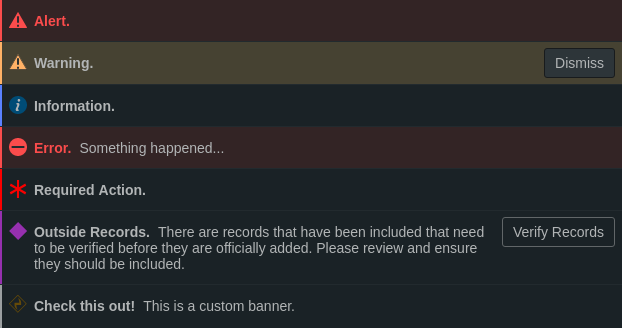 Alert.
Warning.
Dismiss
Information.
Error. Something happened...
Required Action.
Outside Records. There are records that have been included that need
to be verified before they are officially added. Please review and ensure
they should be included.
Verify Records
Check this out! This is a custom banner.